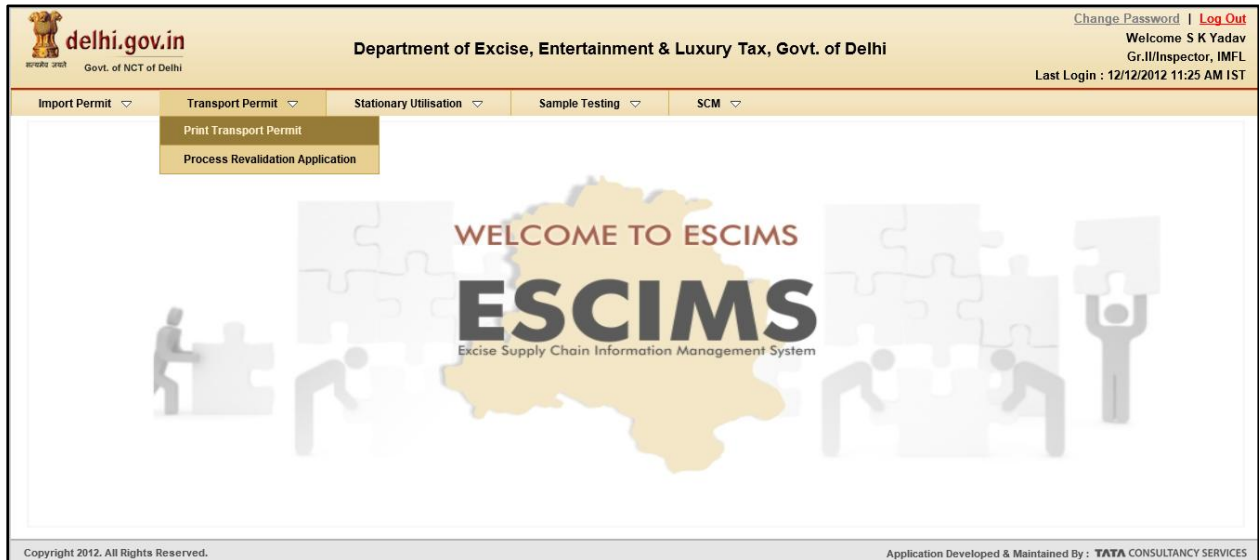 Change Password | Log Out
delhi.gov.in
Govt. of NCT of Delhi
सत्यमेव जयते
Department of Excise, Entertainment & Luxury Tax, Govt. of Delhi
Welcome S K Yadav
Gr.II/Inspector, IMFL
Last Login : 12/12/2012 11:25 AM IST
Import Permit
Transport Permit
Stationary Utilisation
Sample Testing
SCM
Print Transport Permit
Process Revalidation Application
WELCOME TO ESCIMS
ESCIMS
Excise Supply Chain Information Management System
Copyright 2012. All Rights Reserved.
Application Developed & Maintained By : TATA CONSULTANCY SERVICES